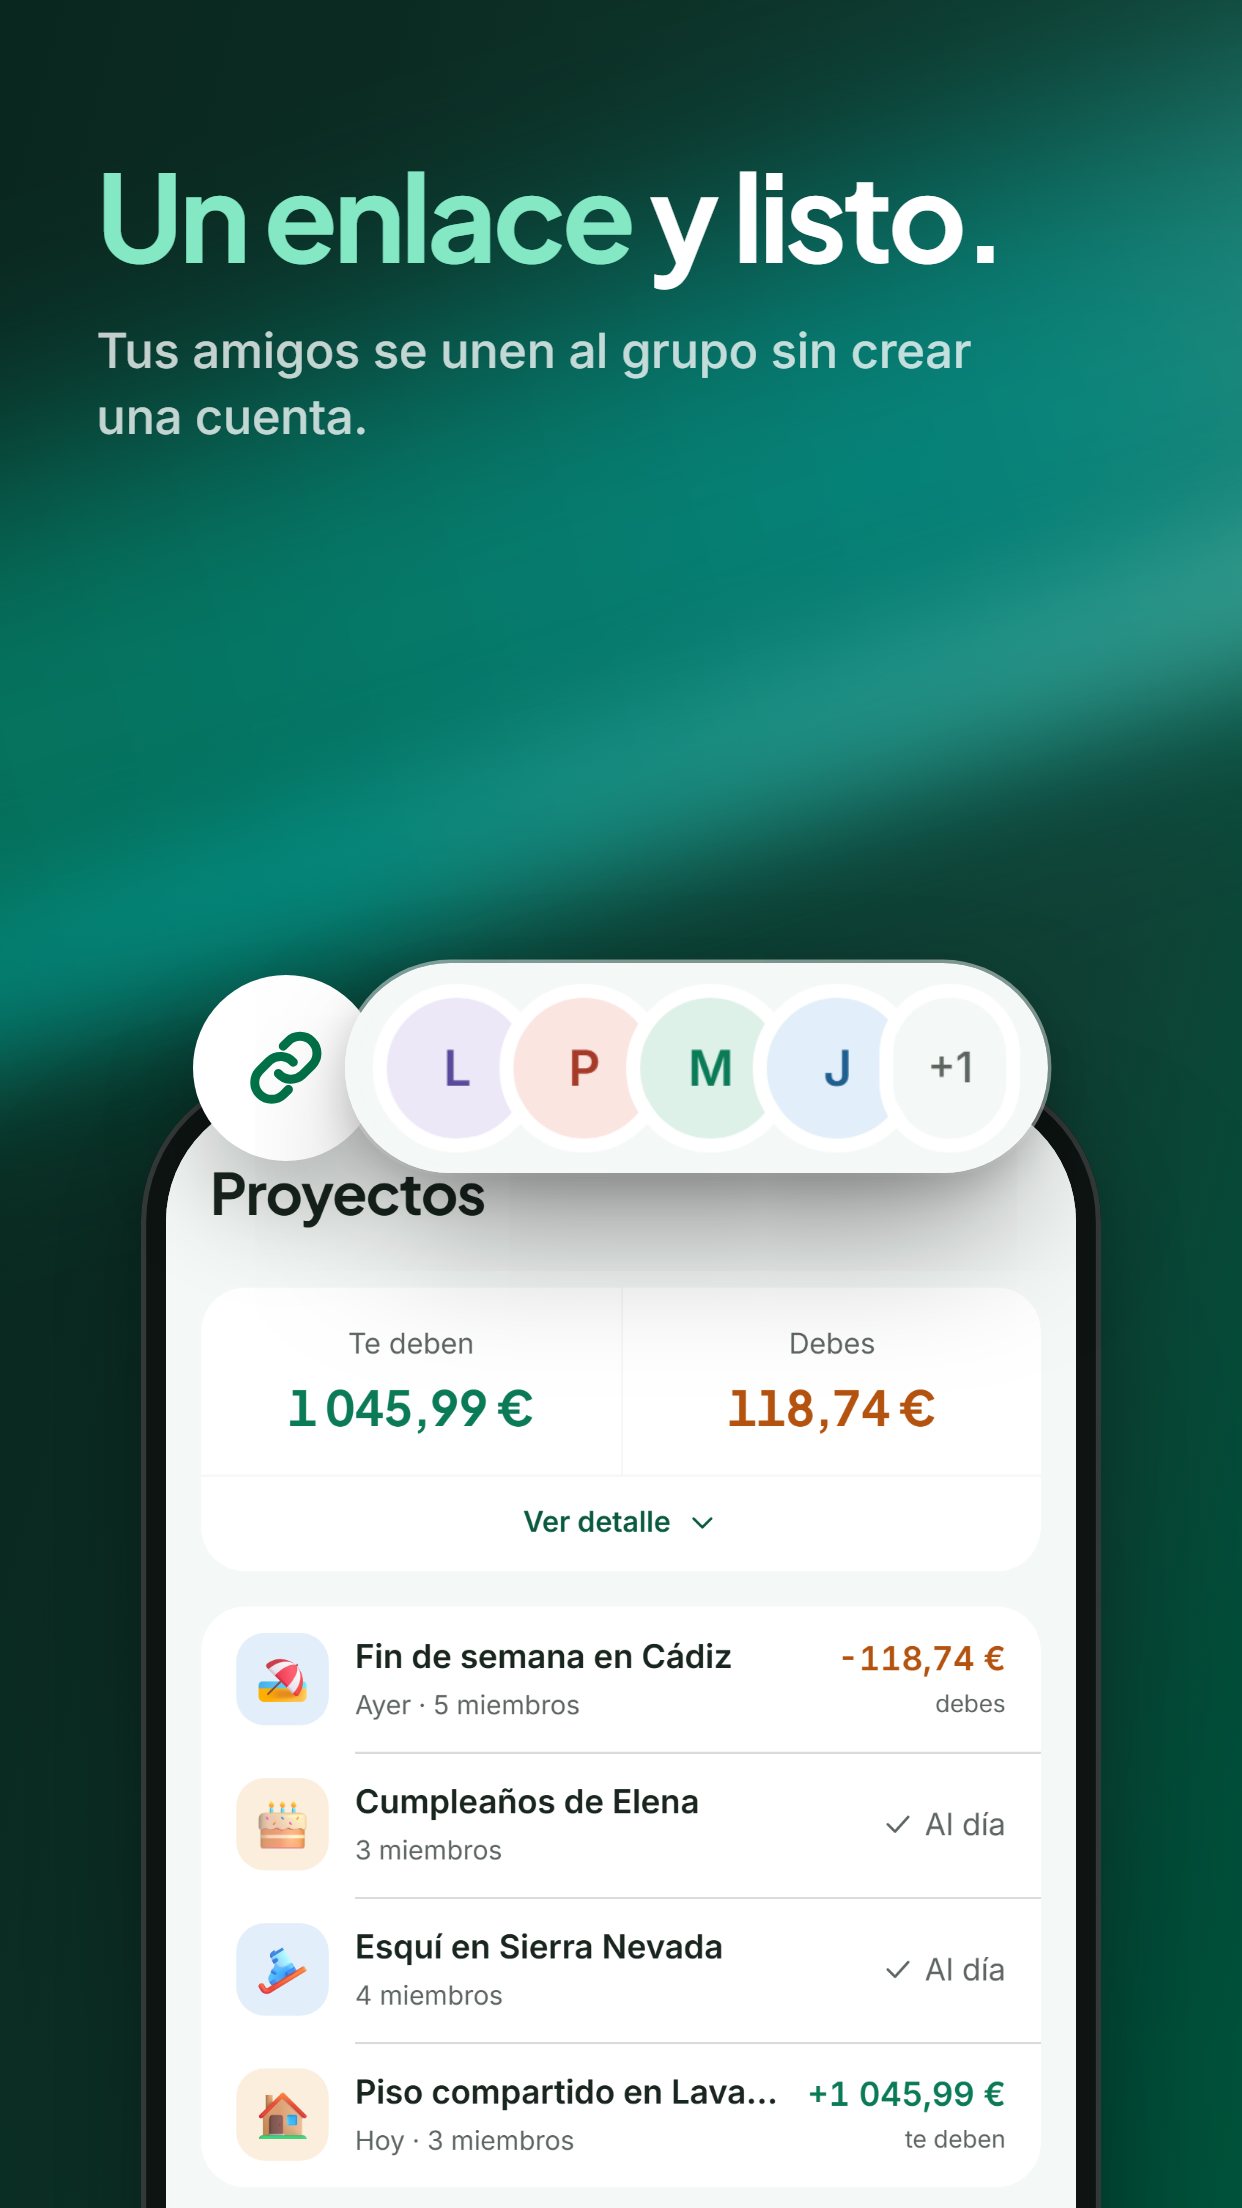 Un enlace y listo.
Tus amigos se unen al grupo sin crear
una cuenta.
L P M J +1
Proyectos
Te deben
1 045,99 €
Debes
118,74 €
Ver detalle
Fin de semana en Cádiz
-118,74 €
Ayer · 5 miembros
debes
Cumpleaños de Elena
3 miembros
Al día
Esquí en Sierra Nevada
4 miembros
Al día
Piso compartido en Lava...
+1 045,99 €
Hoy · 3 miembros
te deben